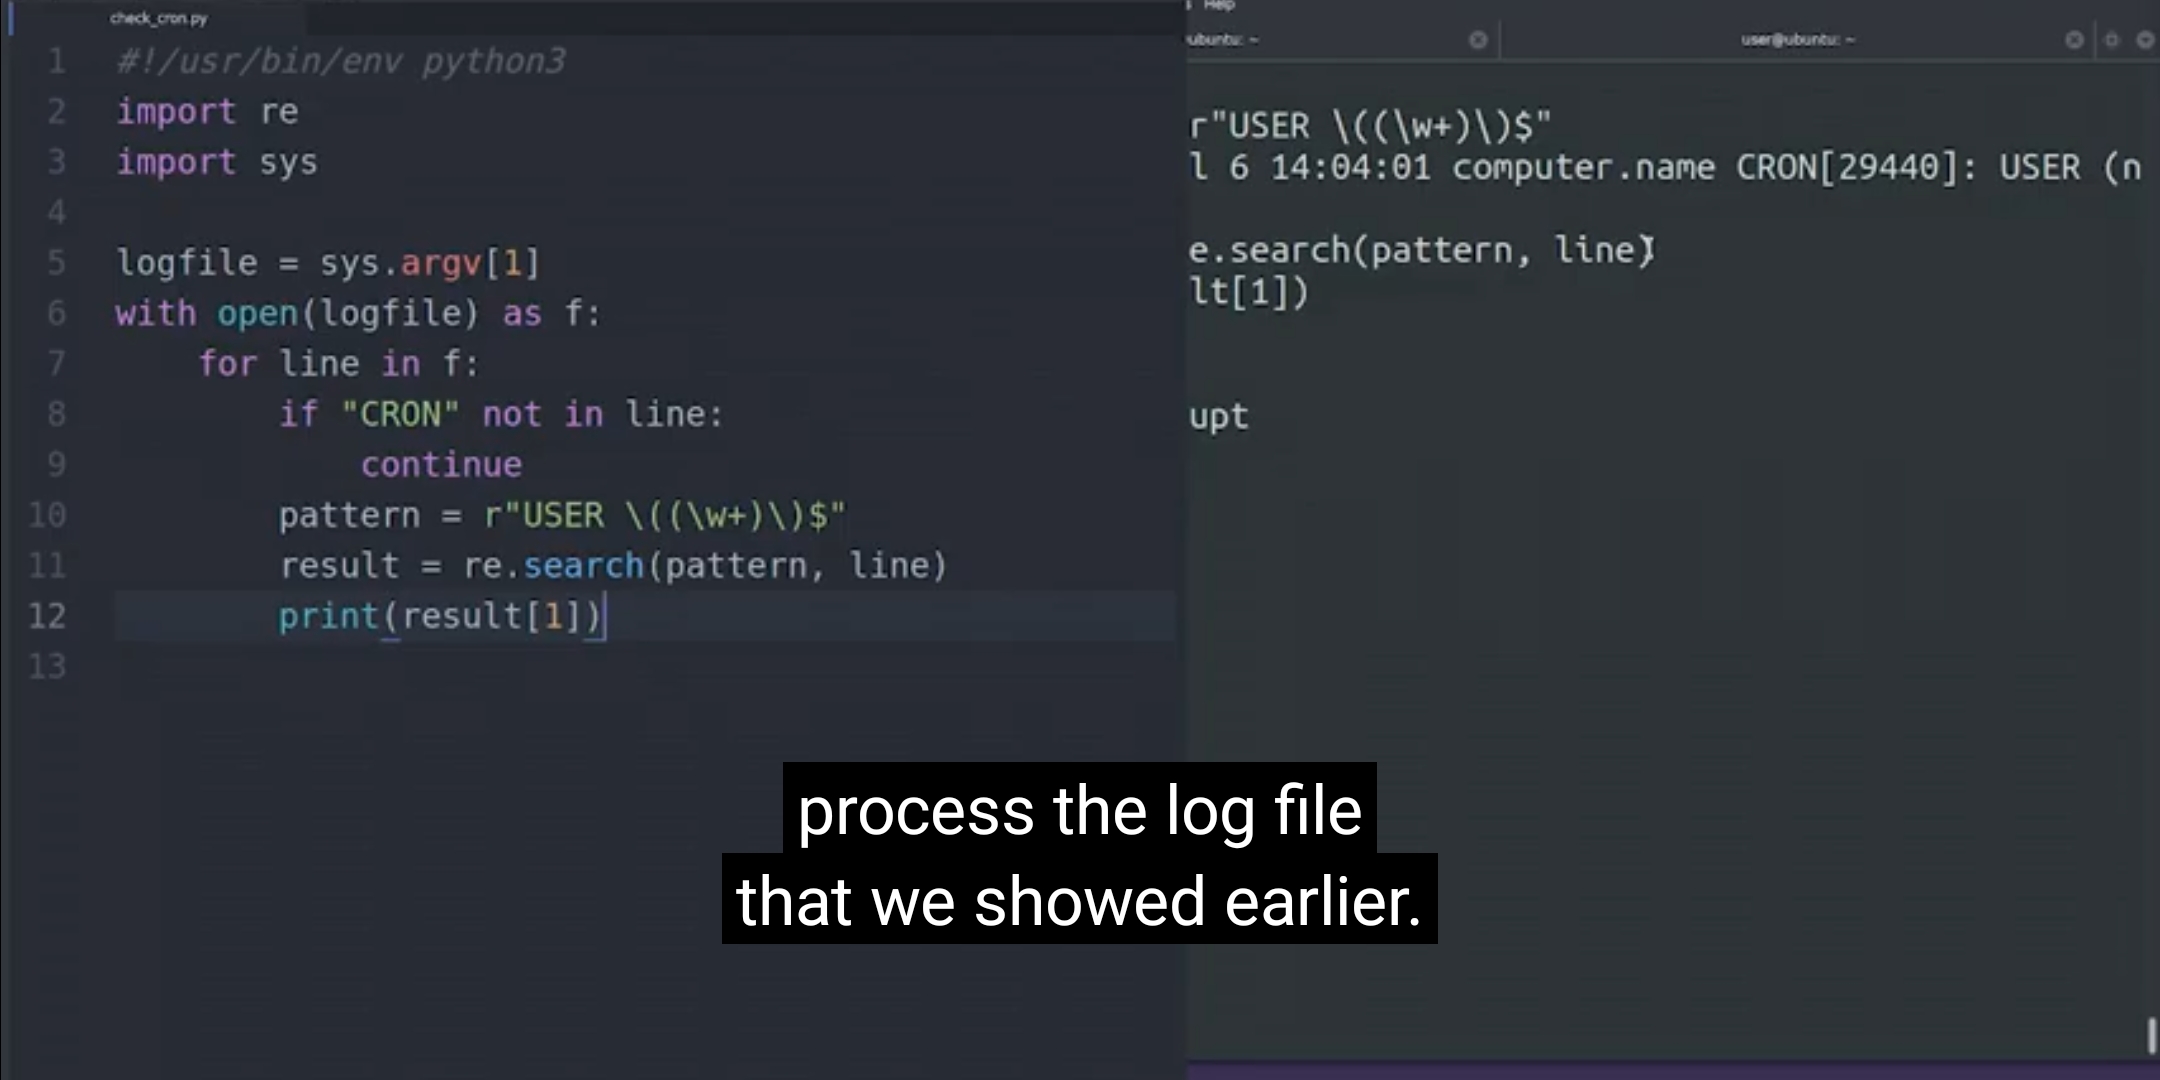 check_cron.py
1 #!/usr/bin/env python3
2 import re
3 import sys
4
5 logfile = sys.argv[1]
6 with open(logfile) as f:
7     for line in f:
8         if "CRON" not in line:
9             continue
10         pattern = r"USER \((\w+)\)$"
11         result = re.search(pattern, line)
12         print(result[1])
13
Help
ubuntu: ~
user@ubuntu: ~
r"USER \((\w+)\)$"
l 6 14:04:01 computer.name CRON[29440]: USER (n
e.search(pattern, line)
lt[1])
upt
process the log file
that we showed earlier.